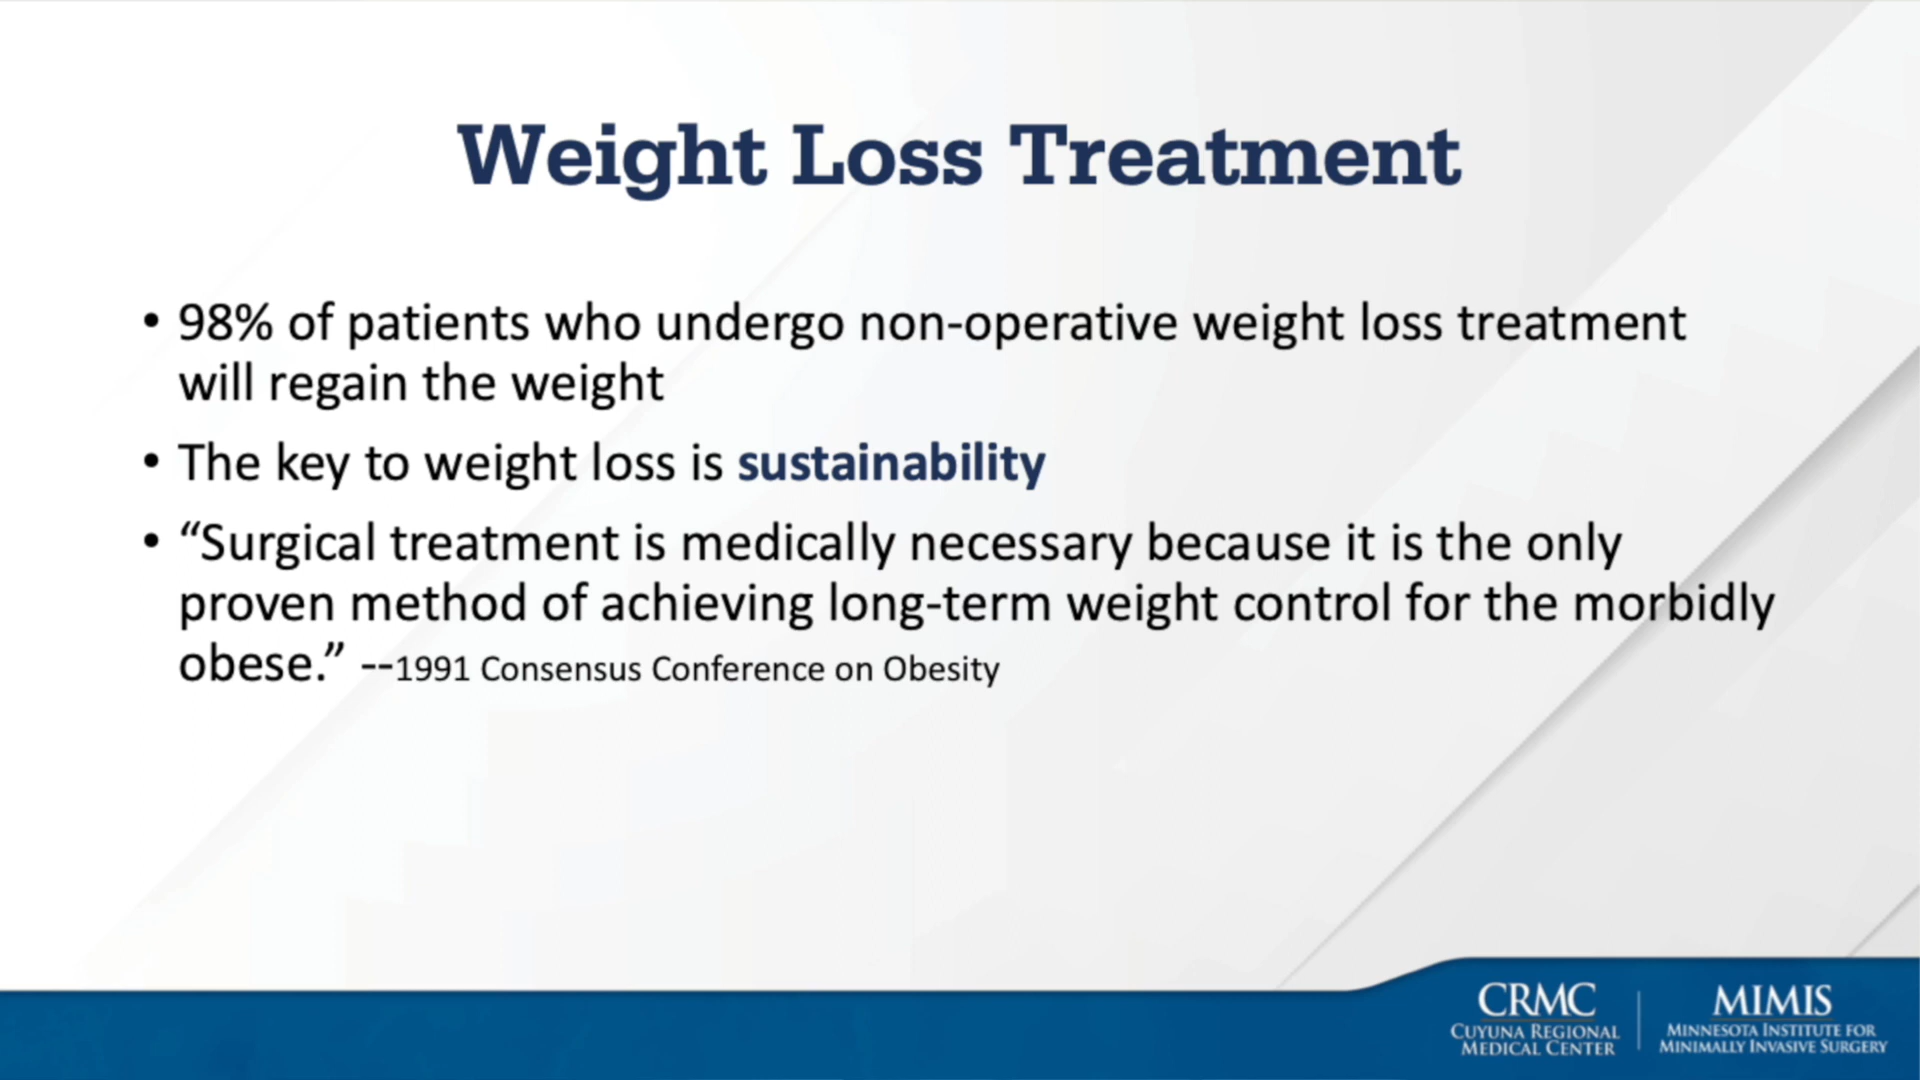 Weight Loss Treatment
• 98% of patients who undergo non-operative weight loss treatment
will regain the weight
• The key to weight loss is sustainability
• “Surgical treatment is medically necessary because it is the only
proven method of achieving long-term weight control for the morbidly
obese.” --1991 Consensus Conference on Obesity
CRMC
CUYUNA REGIONAL
MEDICAL CENTER
MIMIS
MINNESOTA INSTITUTE FOR
MINIMALLY INVASIVE SURGERY